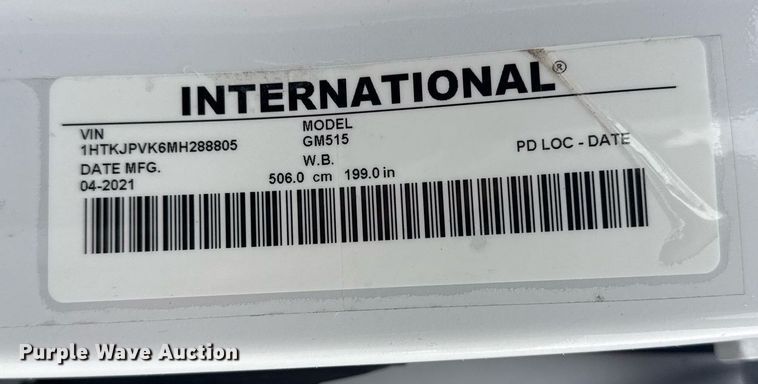 INTERNATIONAL®
VIN
1HTKJPVK6MH288805
MODEL
GM515
PD LOC - DATE
DATE MFG.
04-2021
W.B.
506.0 cm 199.0 in
Purple Wave Auction